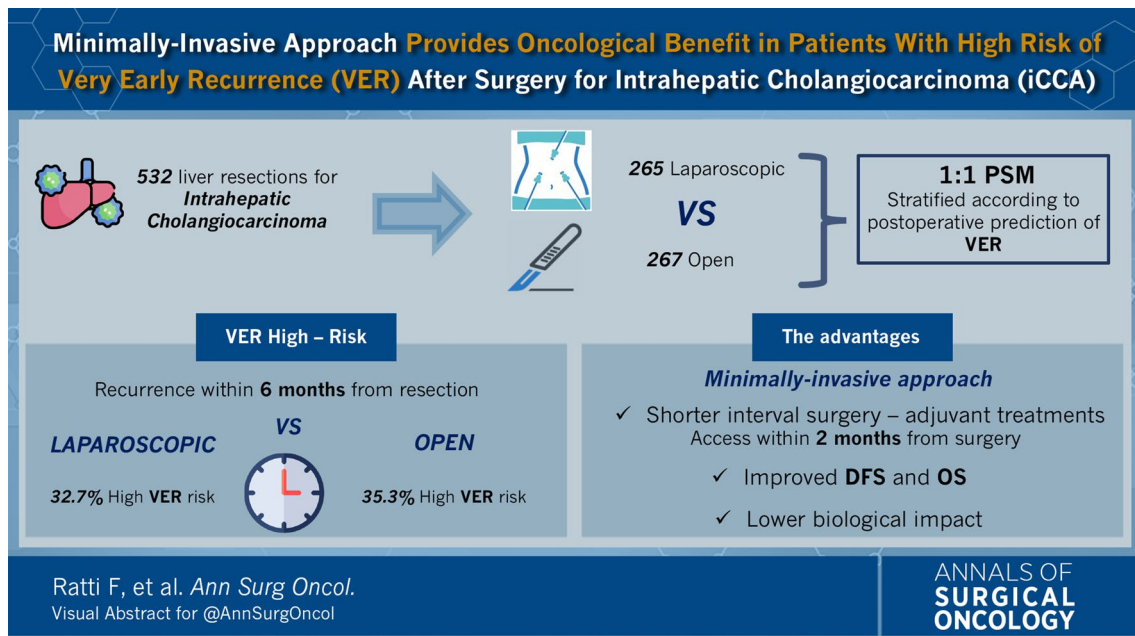 Minimally-Invasive Approach Provides Oncological Benefit in Patients With High Risk of
Very Early Recurrence (VER) After Surgery for Intrahepatic Cholangiocarcinoma (iCCA)
532 liver resections for
Intrahepatic
Cholangiocarcinoma
265 Laparoscopic
VS
267 Open
1:1 PSM
Stratified according to
postoperative prediction of
VER
VER High – Risk
Recurrence within 6 months from resection
LAPAROSCOPIC
VS
OPEN
32.7% High VER risk
35.3% High VER risk
The advantages
Minimally-invasive approach
✓ Shorter interval surgery – adjuvant treatments
Access within 2 months from surgery
✓ Improved DFS and OS
✓ Lower biological impact
Ratti F, et al. Ann Surg Oncol.
Visual Abstract for @AnnSurgOncol
ANNALS OF
SURGICAL
ONCOLOGY